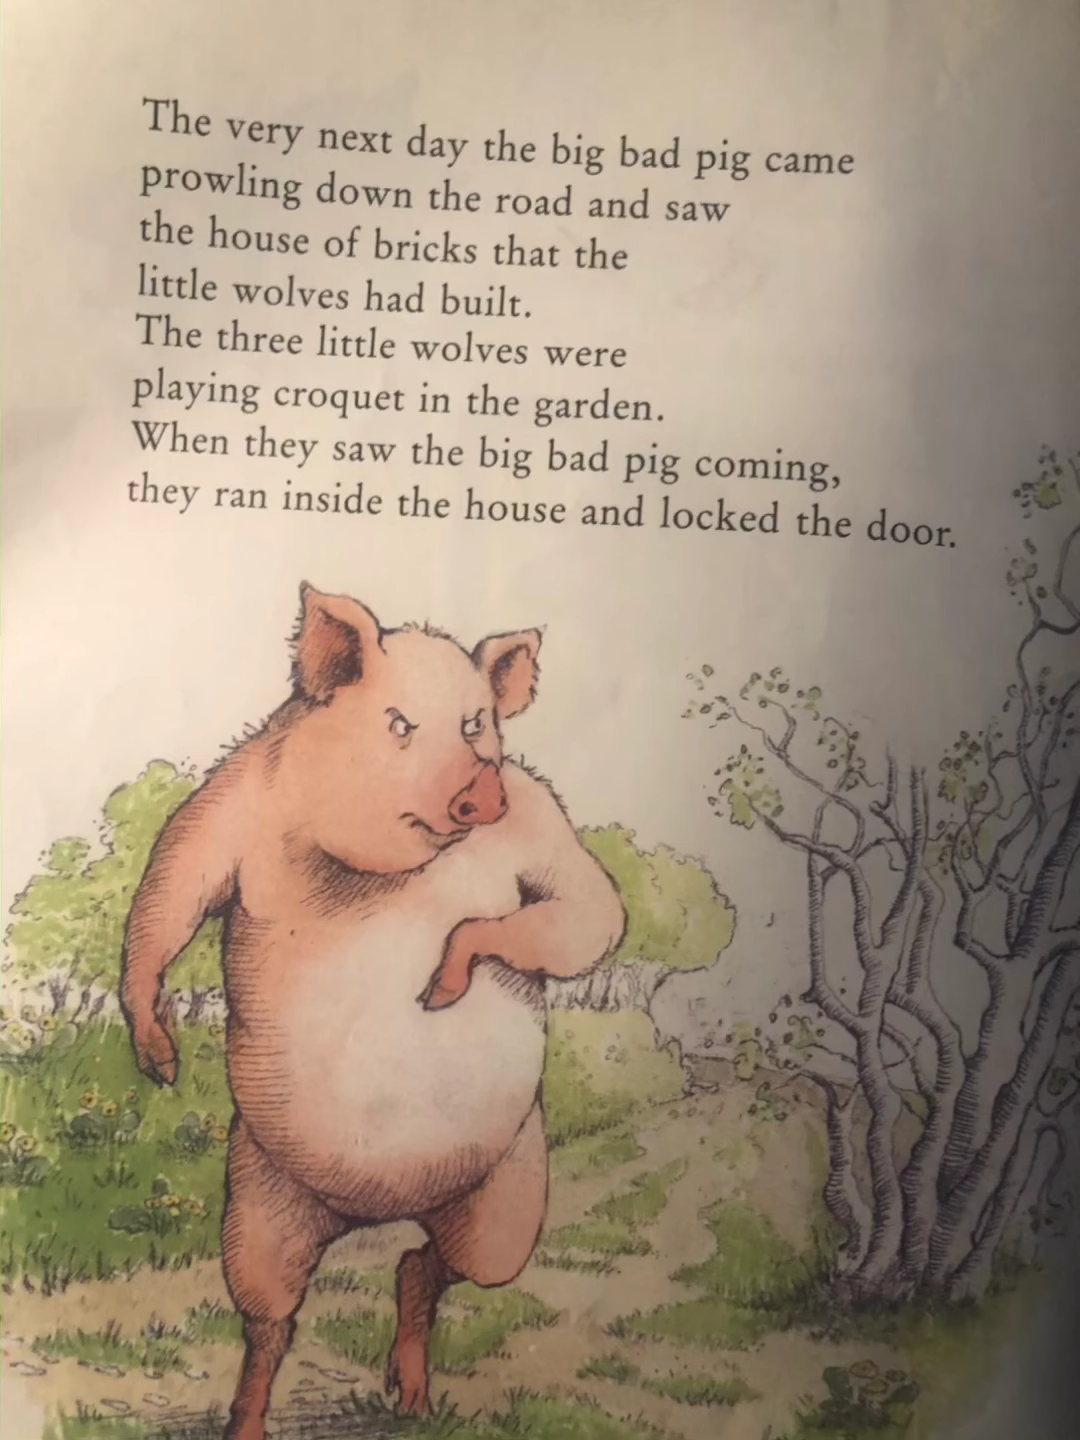 The very next day the big bad pig came
prowling down the road and saw
the house of bricks that the
little wolves had built.
The three little wolves were
playing croquet in the garden.
When they saw the big bad pig coming,
they ran inside the house and locked the door.